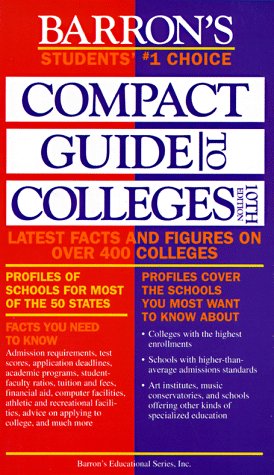 BARRON'S
STUDENTS' #1 CHOICE
COMPACT
GUIDE TO
COLLEGES 10TH EDITION
LATEST FACTS AND FIGURES ON
OVER 400 COLLEGES
PROFILES OF
SCHOOLS FOR MOST
OF THE 50 STATES
FACTS YOU NEED
TO KNOW
Admission requirements, test
scores, application deadlines,
academic programs, student-
faculty ratios, tuition and fees,
financial aid, computer facilities,
athletic and recreational facili-
ties, advice on applying to
college, and much more
PROFILES COVER
THE SCHOOLS
YOU MOST WANT
TO KNOW ABOUT
• Colleges with the highest
enrollments
• Schools with higher-than-
average admissions standards
• Art institutes, music
conservatories, and schools
offering other kinds of
specialized education
Barron's Educational Series, Inc.